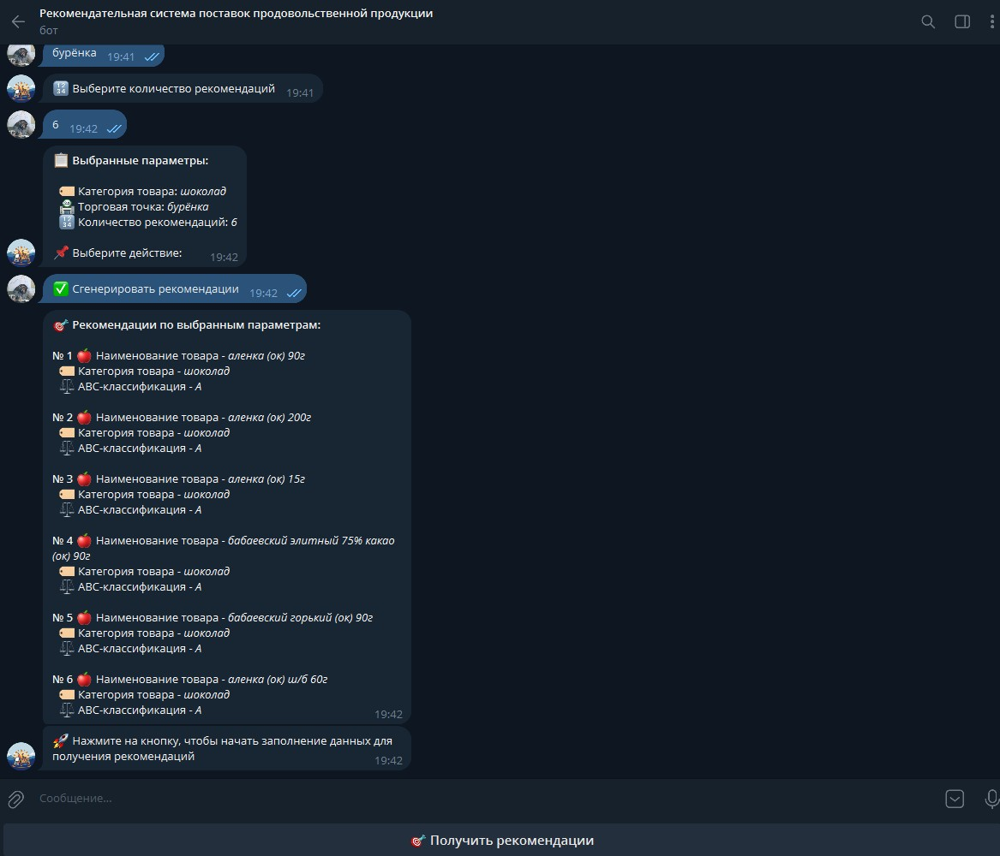 Рекомендательная система поставок продовольственной продукции
бот
бурёнка 19:41
Выберите количество рекомендаций 19:41
6 19:42
Выбранные параметры:
Категория товара: шоколад
Торговая точка: бурёнка
Количество рекомендаций: 6
Выберите действие: 19:42
Сгенерировать рекомендации 19:42
Рекомендации по выбранным параметрам:
№ 1 Наименование товара - аленка (ок) 90г
Категория товара - шоколад
ABC-классификация - A
№ 2 Наименование товара - аленка (ок) 200г
Категория товара - шоколад
ABC-классификация - A
№ 3 Наименование товара - аленка (ок) 15г
Категория товара - шоколад
ABC-классификация - A
№ 4 Наименование товара - бабаевский элитный 75% какао
(ок) 90г
Категория товара - шоколад
ABC-классификация - A
№ 5 Наименование товара - бабаевский горький (ок) 90г
Категория товара - шоколад
ABC-классификация - A
№ 6 Наименование товара - аленка (ок) ш/б 60г
Категория товара - шоколад
ABC-классификация - A
19:42
Нажмите на кнопку, чтобы начать заполнение данных для
получения рекомендаций 19:42
Сообщение...
Получить рекомендации